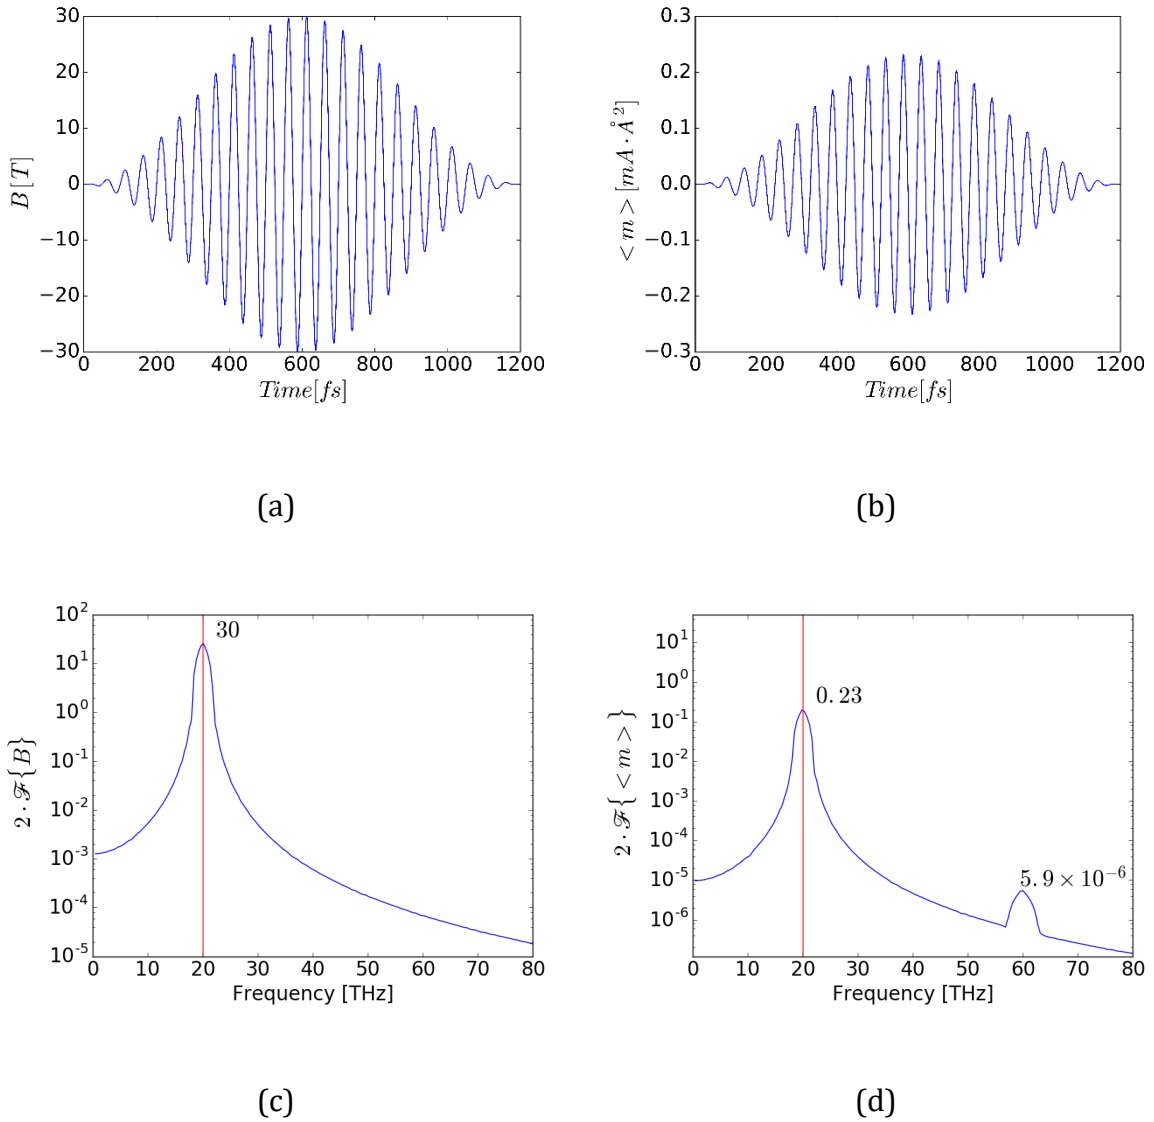 30
20
10
0
−10
−20
−30
B[T]
0 200 400 600 800 1000 1200
Time[fs]
(a)
0.3
0.2
0.1
0.0
−0.1
−0.2
−0.3
< m > [mA · Å²]
0 200 400 600 800 1000 1200
Time[fs]
(b)
10²
10¹
10⁰
10⁻¹
10⁻²
10⁻³
10⁻⁴
10⁻⁵
2 · ℱ{B}
30
0 10 20 30 40 50 60 70 80
Frequency [THz]
(c)
10¹
10⁰
10⁻¹
10⁻²
10⁻³
10⁻⁴
10⁻⁵
10⁻⁶
2 · ℱ{< m >}
0.23
5.9 × 10⁻⁶
0 10 20 30 40 50 60 70 80
Frequency [THz]
(d)